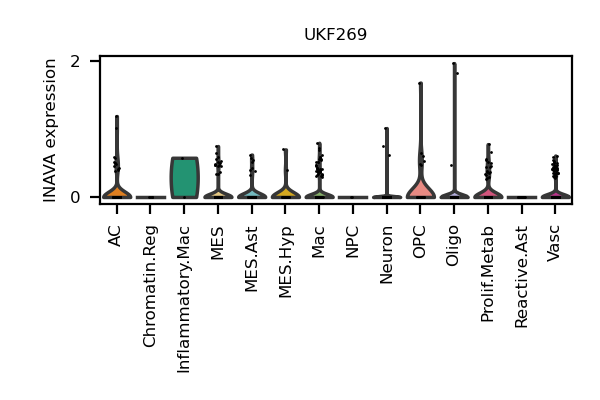 UKF269
INAVA expression
2
0
AC
Chromatin.Reg
Inflammatory.Mac
MES
MES.Ast
MES.Hyp
Mac
NPC
Neuron
OPC
Oligo
Prolif.Metab
Reactive.Ast
Vasc